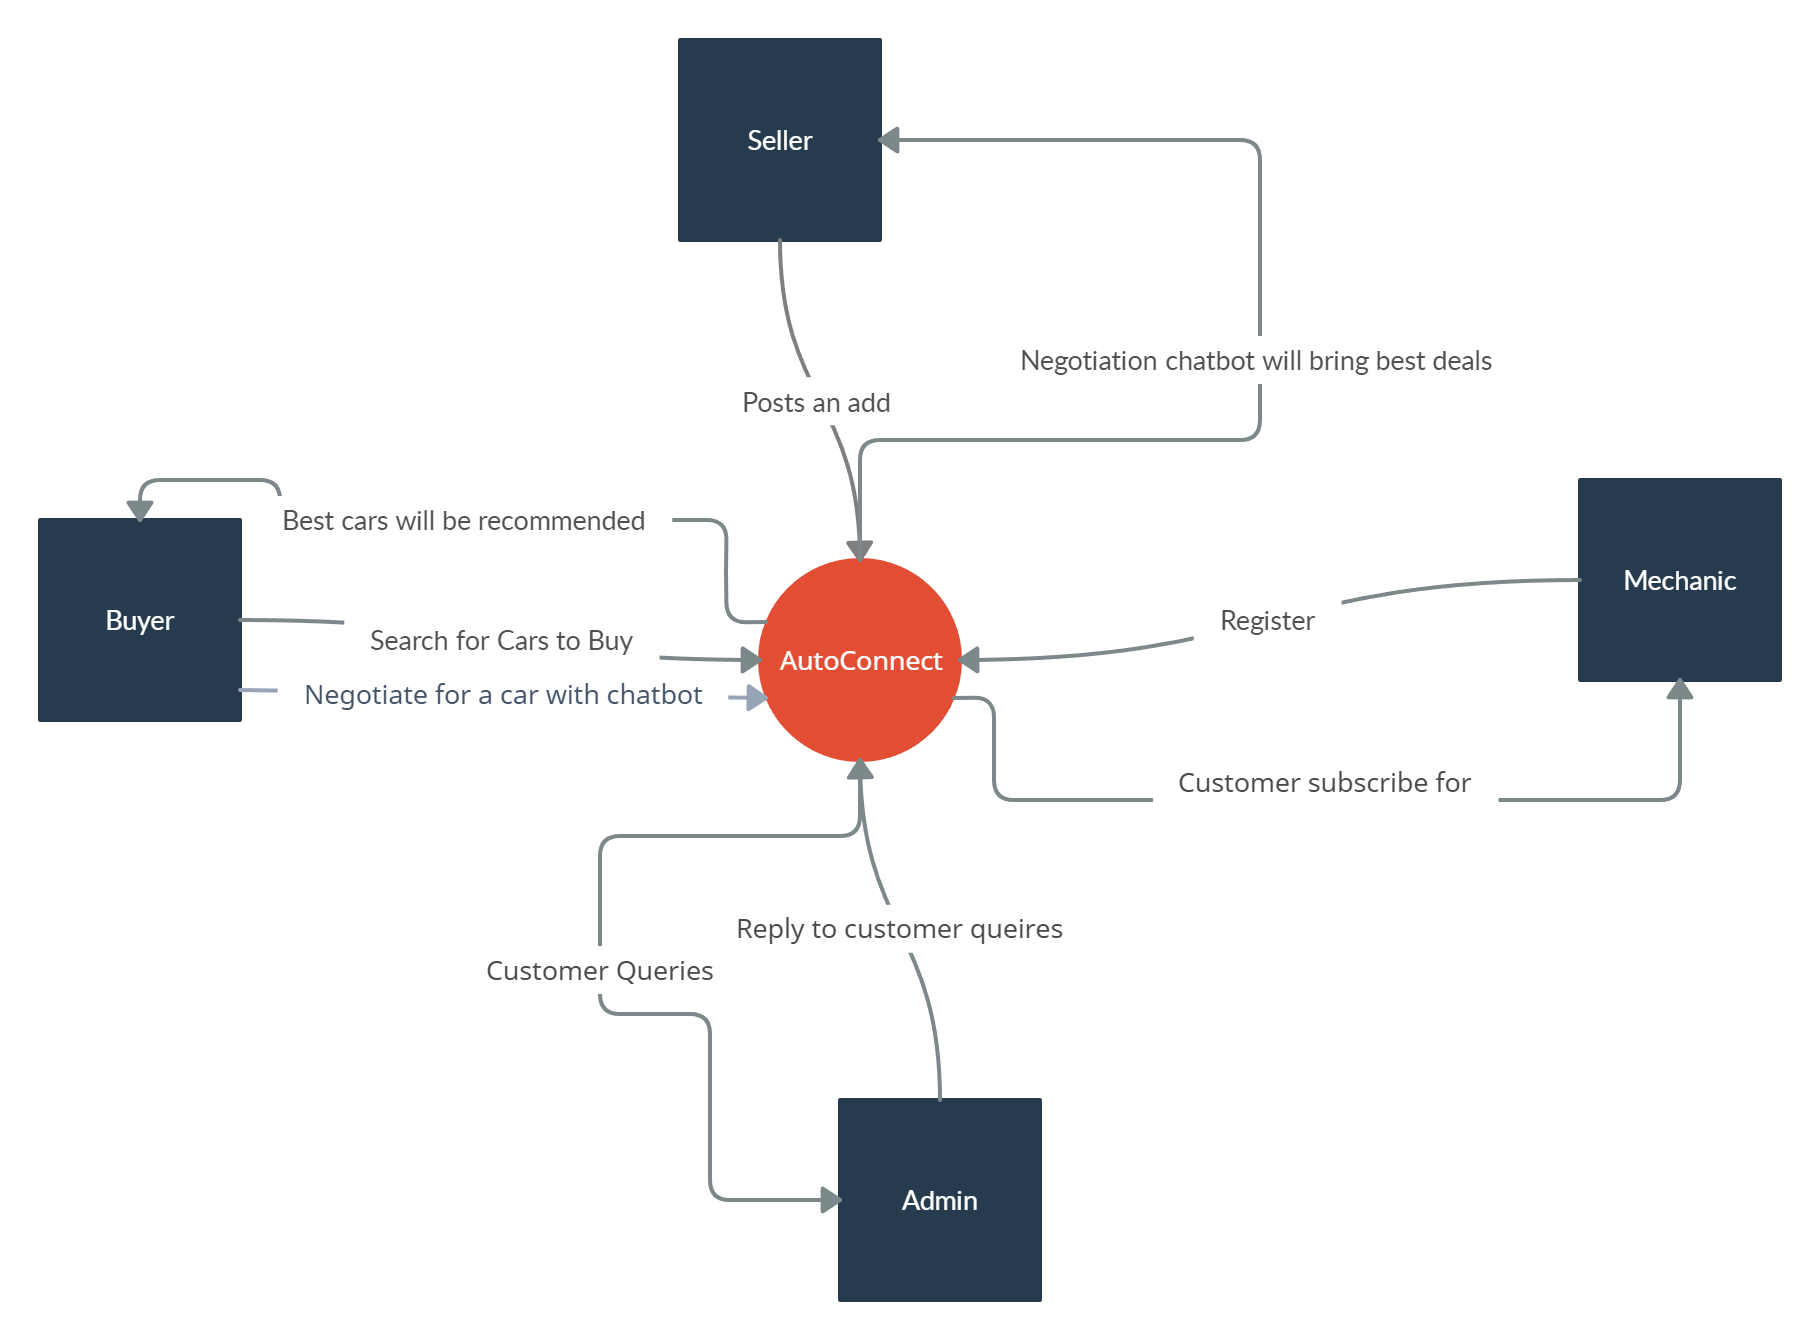 Seller
Negotiation chatbot will bring best deals
Posts an add
Best cars will be recommended
Mechanic
Buyer
Register
Search for Cars to Buy
AutoConnect
Negotiate for a car with chatbot
Customer subscribe for
Reply to customer queires
Customer Queries
Admin